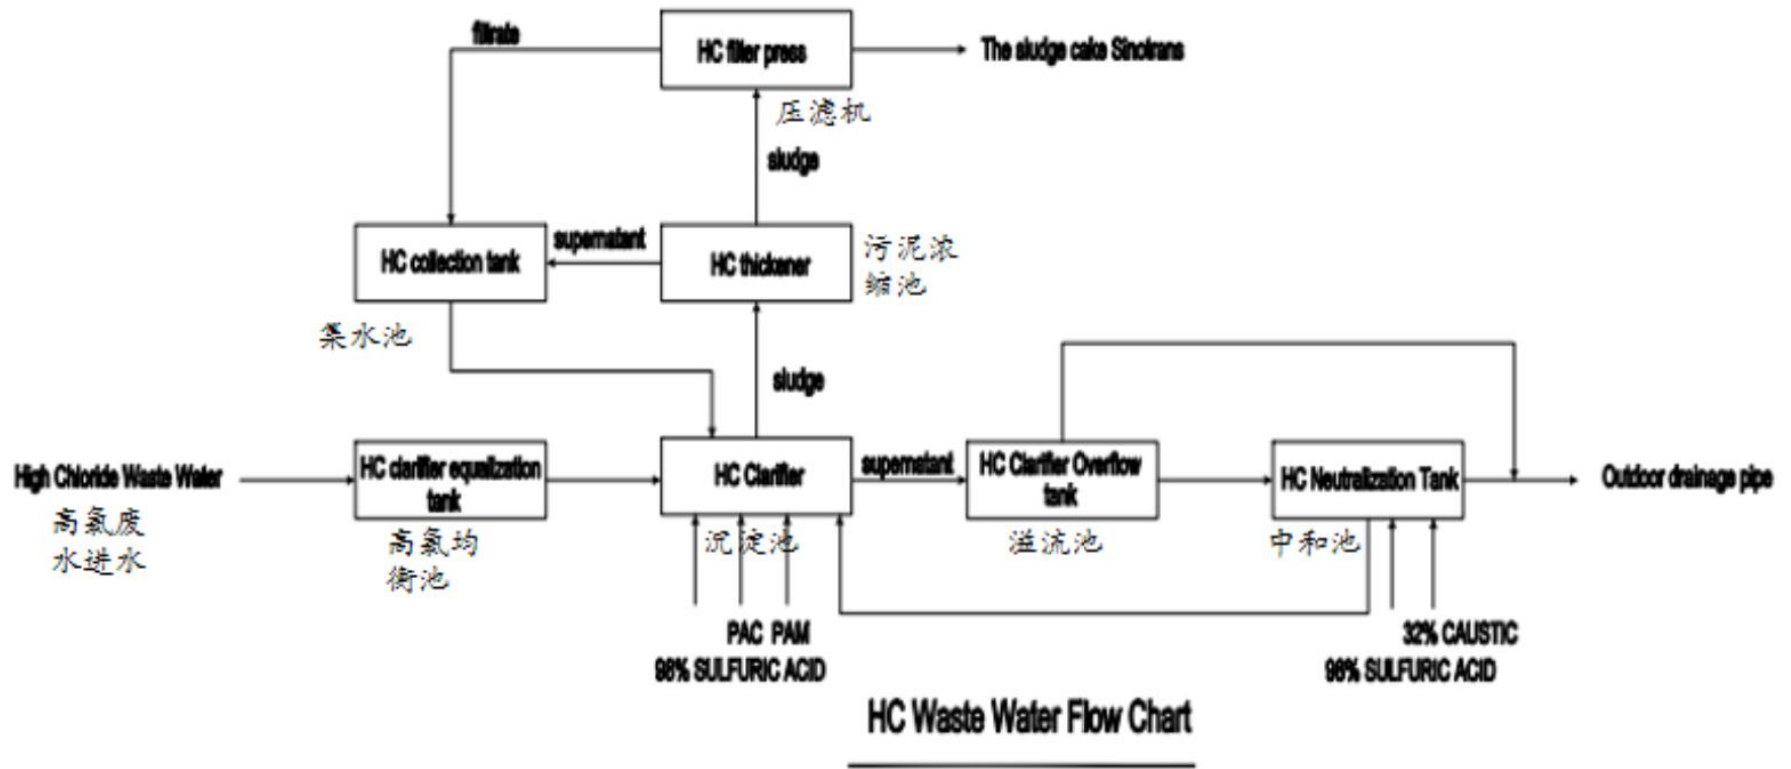 filtrate
HC filler press
The sludge cake Sinotrans
压滤机
sludge
HC collection tank
supernatant
HC thickener
污泥浓
缩池
集水池
sludge
High Chloride Waste Water
HC clarifier equalization
tank
HC Clarifier
supernatant
HC Clarifier Overflow
tank
HC Neutralization Tank
Outdoor drainage pipe
高氯废
水进水
高氯均
衡池
沉淀池
溢流池
中和池
PAC PAM
98% SULFURIC ACID
32% CAUSTIC
98% SULFURIC ACID
HC Waste Water Flow Chart